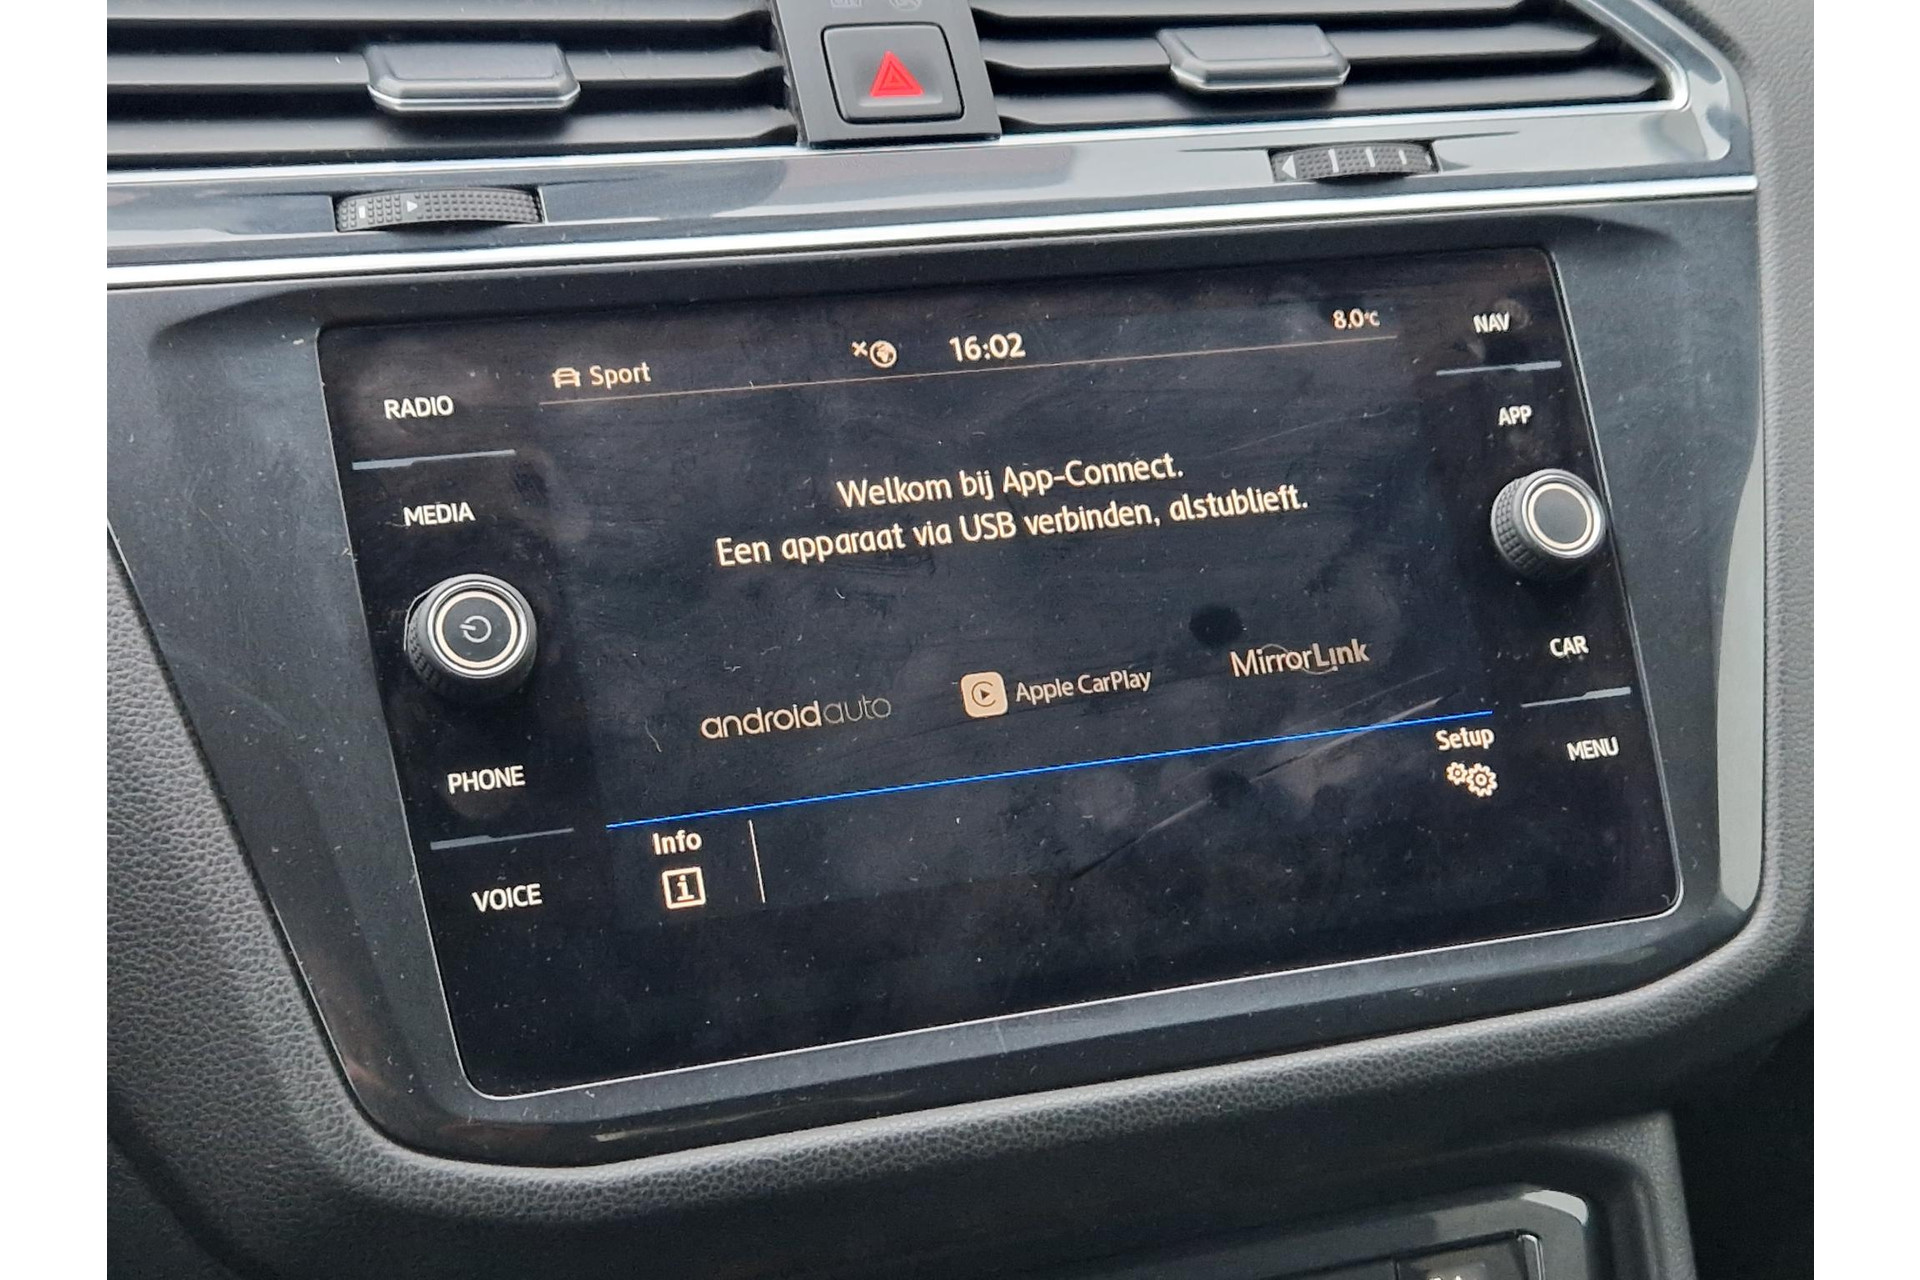 8.0°C
NAV
16:02
Sport
RADIO
APP
MEDIA
Welkom bij App-Connect.
Een apparaat via USB verbinden, alstublieft.
CAR
androidauto
Apple CarPlay
MirrorLink
Setup
MENU
PHONE
Info
VOICE